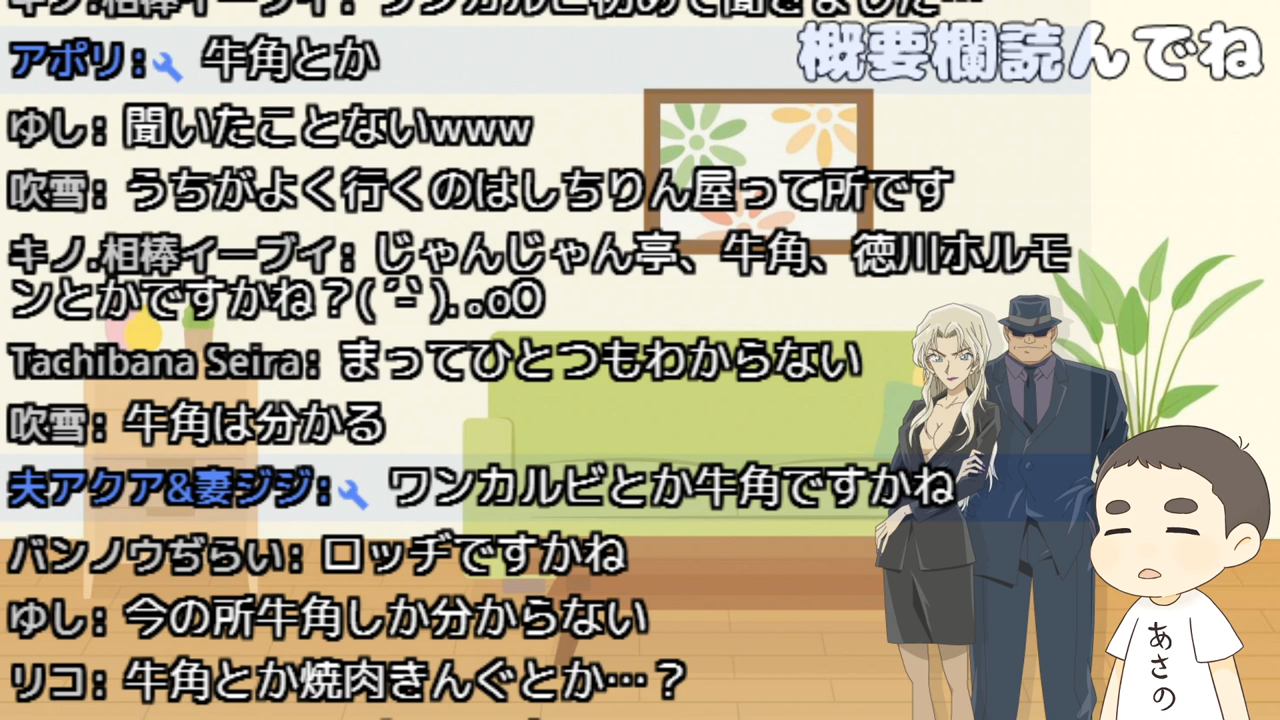 アポリ: 牛角とか
概要欄読んでね
ゆし: 聞いたことないwww
吹雪: うちがよく行くのはしちりん屋って所です
キノ.相棒イーブイ: じゃんじゃん亭、牛角、徳川ホルモ
ンとかですかね？( ´-` ).｡oO
Tachibana Seira: まってひとつもわからない
吹雪: 牛角は分かる
夫アクア&妻ジジ: ワンカルビとか牛角ですかね
バンノウぢらい: ロッヂですかね
ゆし: 今の所牛角しか分からない
リコ: 牛角とか焼肉きんぐとか…？
あさの